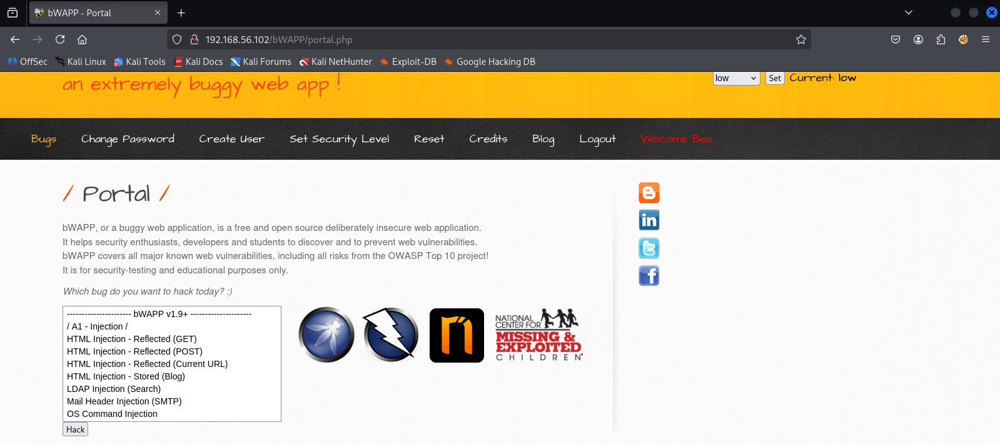 bWAPP - Portal
192.168.56.102/bWAPP/portal.php
OffSec Kali Linux Kali Tools Kali Docs Kali Forums Kali NetHunter Exploit-DB Google Hacking DB
an extremely buggy web app !
low Set Current: low
Bugs Change Password Create User Set Security Level Reset Credits Blog Logout Welcome Bee
/ Portal /
bWAPP, or a buggy web application, is a free and open source deliberately insecure web application.
It helps security enthusiasts, developers and students to discover and to prevent web vulnerabilities.
bWAPP covers all major known web vulnerabilities, including all risks from the OWASP Top 10 project!
It is for security-testing and educational purposes only.
Which bug do you want to hack today? :)
---------------------- bWAPP v1.9+ ---------------------
/ A1 - Injection /
HTML Injection - Reflected (GET)
HTML Injection - Reflected (POST)
HTML Injection - Reflected (Current URL)
HTML Injection - Stored (Blog)
LDAP Injection (Search)
Mail Header Injection (SMTP)
OS Command Injection
Hack
NATIONAL
CENTER FOR
MISSING &
EXPLOITED
CHILDREN®
in
t
f